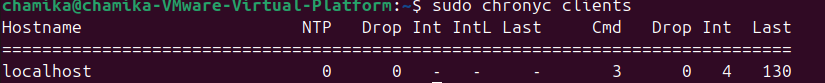 chamika@chamika-VMware-Virtual-Platform:~$ sudo chronyc clients
Hostname                      NTP   Drop Int IntL Last     Cmd   Drop Int  Last
===============================================================================
localhost                       0      0   -   -     -       3      0   4   130